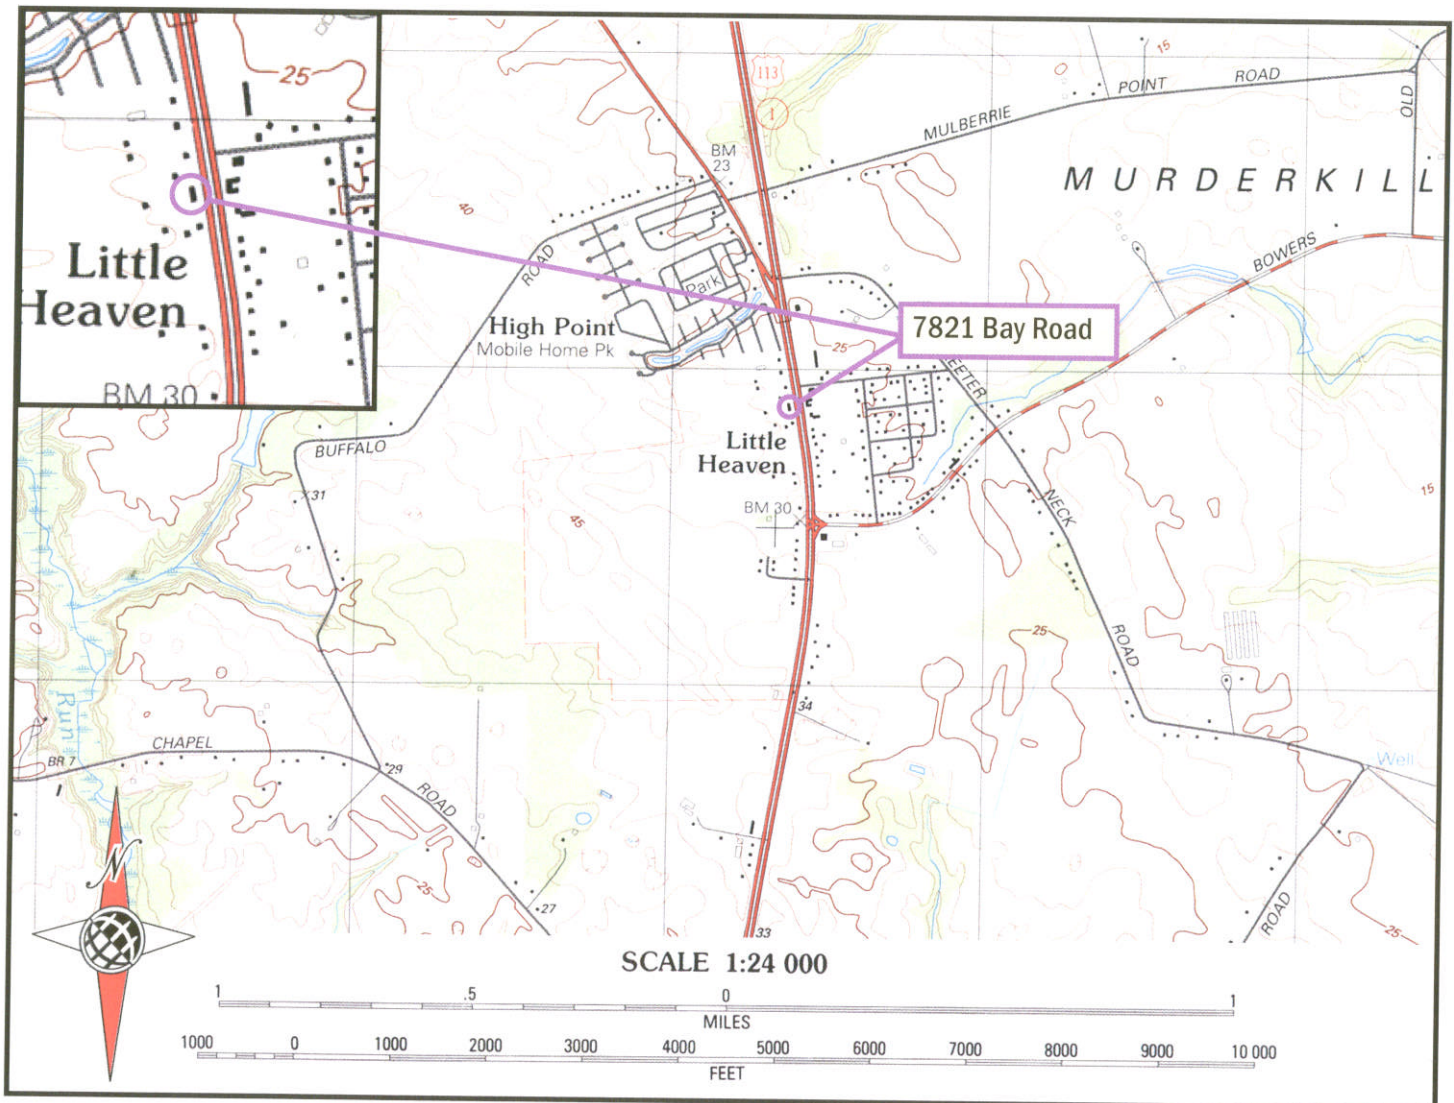 25
Little
Heaven
BM 30
113
1
15
MULBERRIE POINT ROAD
OLD
BM
23
MURDERKILL
40
ROAD
Park
BOWERS
High Point
Mobile Home Pk
25
7821 Bay Road
NECK
Little
Heaven
BUFFALO
31
45
BM 30
15
ROAD
25
34
Run
CHAPEL
BR 7
29
ROAD
Well
25
27
33
ROAD
25
N
SCALE 1:24 000
1 .5 0 1
MILES
1000 0 1000 2000 3000 4000 5000 6000 7000 8000 9000 10 000
FEET